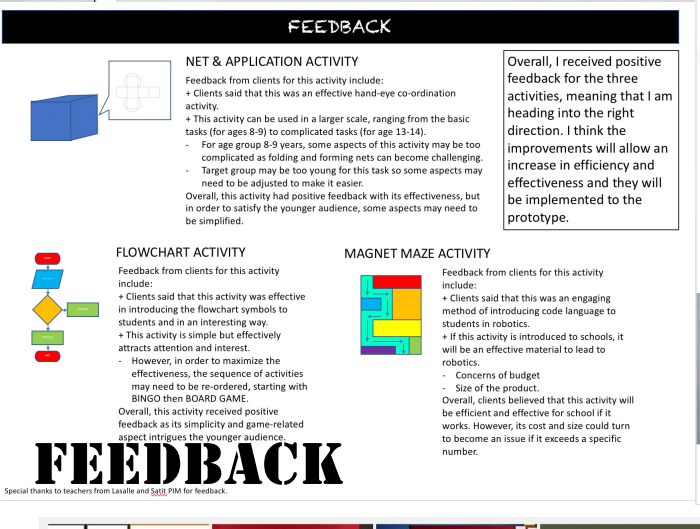 FEEDBACK
NET & APPLICATION ACTIVITY
Feedback from clients for this activity include:
+ Clients said that this was an effective hand-eye co-ordination
activity.
+ This activity can be used in a larger scale, ranging from the basic
tasks (for ages 8-9) to complicated tasks (for age 13-14).
- For age group 8-9 years, some aspects of this activity may be too
complicated as folding and forming nets can become challenging.
- Target group may be too young for this task so some aspects may
need to be adjusted to make it easier.
Overall, this activity had positive feedback with its effectiveness, but
in order to satisfy the younger audience, some aspects may need to
be simplified.
Overall, I received positive
feedback for the three
activities, meaning that I am
heading into the right
direction. I think the
improvements will allow an
increase in efficiency and
effectiveness and they will
be implemented to the
prototype.
FLOWCHART ACTIVITY
Feedback from clients for this activity
include:
+ Clients said that this activity was effective
in introducing the flowchart symbols to
students and in an interesting way.
+ This activity is simple but effectively
attracts attention and interest.
- However, in order to maximize the
effectiveness, the sequence of activities
may need to be re-ordered, starting with
BINGO then BOARD GAME.
Overall, this activity received positive
feedback as its simplicity and game-related
aspect intrigues the younger audience.
MAGNET MAZE ACTIVITY
Feedback from clients for this activity
include:
+ Clients said that this was an engaging
method of introducing code language to
students in robotics.
+ If this activity is introduced to schools, it
will be an effective material to lead to
robotics.
- Concerns of budget
- Size of the product.
Overall, clients believed that this activity will
be efficient and effective for school if it
works. However, its cost and size could turn
to become an issue if it exceeds a specific
number.
FEEDBACK
Special thanks to teachers from Lasalle and Satit PIM for feedback.